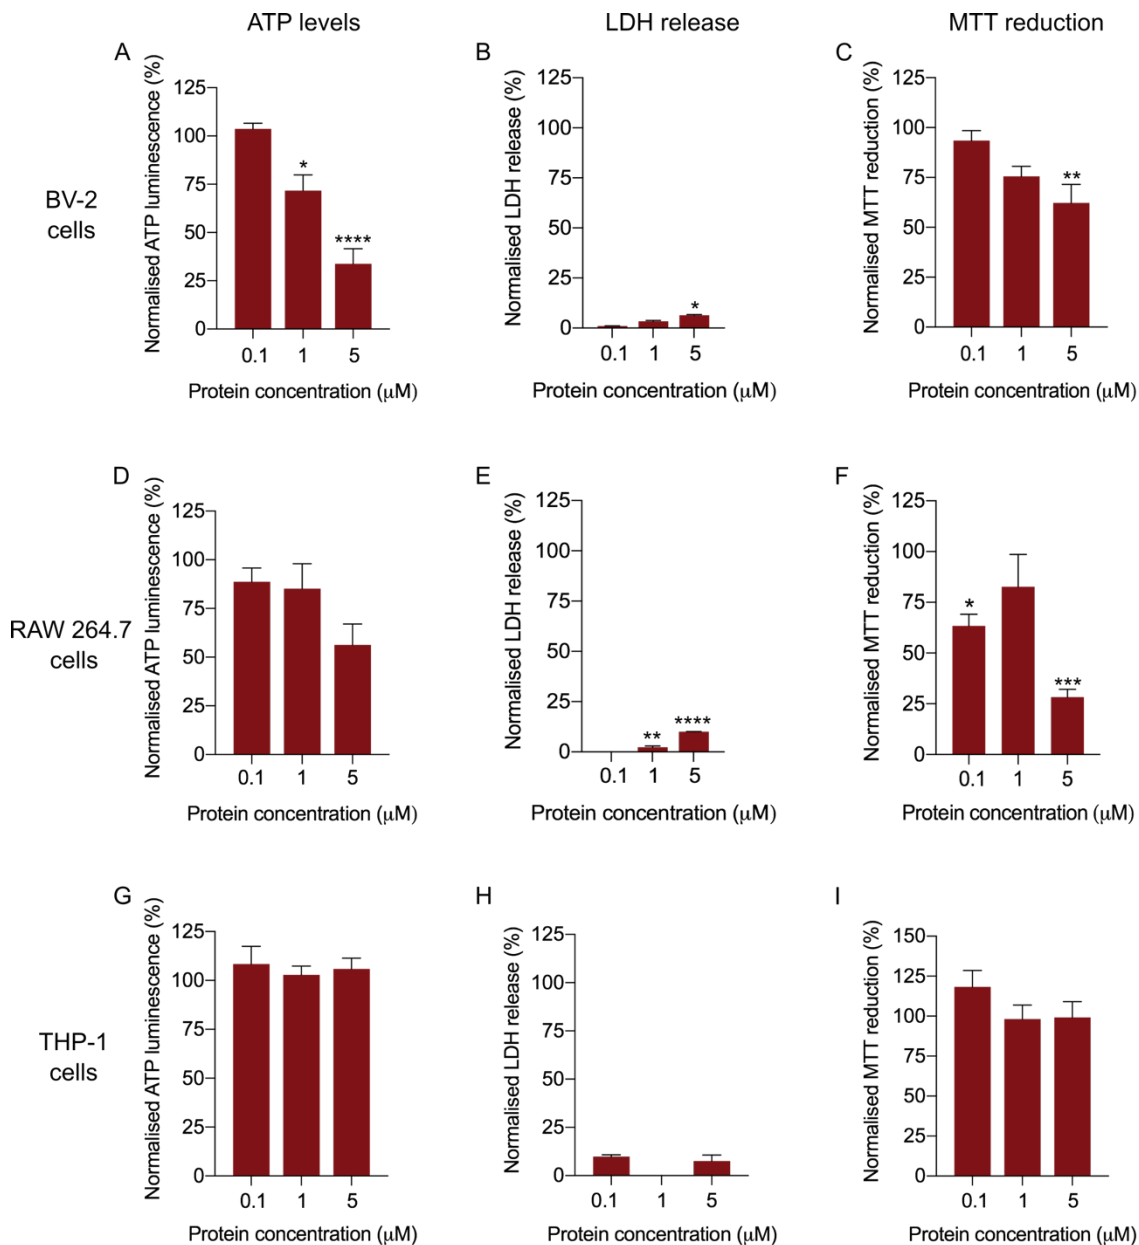 ATP levels
LDH release
MTT reduction
BV-2
cells
A
Normalised ATP luminescence (%)
125
100
75
50
25
0
*
****
0.1 1 5
Protein concentration (μM)
B
Normalised LDH release (%)
125
100
75
50
25
0
*
0.1 1 5
Protein concentration (μM)
C
Normalised MTT reduction (%)
125
100
75
50
25
0
**
0.1 1 5
Protein concentration (μM)
RAW 264.7
cells
D
Normalised ATP luminescence (%)
125
100
75
50
25
0
0.1 1 5
Protein concentration (μM)
E
Normalised LDH release (%)
125
100
75
50
25
0
**
****
0.1 1 5
Protein concentration (μM)
F
Normalised MTT reduction (%)
125
100
75
50
25
0
*
***
0.1 1 5
Protein concentration (μM)
THP-1
cells
G
Normalised ATP luminescence (%)
125
100
75
50
25
0
0.1 1 5
Protein concentration (μM)
H
Normalised LDH release (%)
125
100
75
50
25
0
0.1 1 5
Protein concentration (μM)
I
Normalised MTT reduction (%)
150
125
100
75
50
25
0
0.1 1 5
Protein concentration (μM)